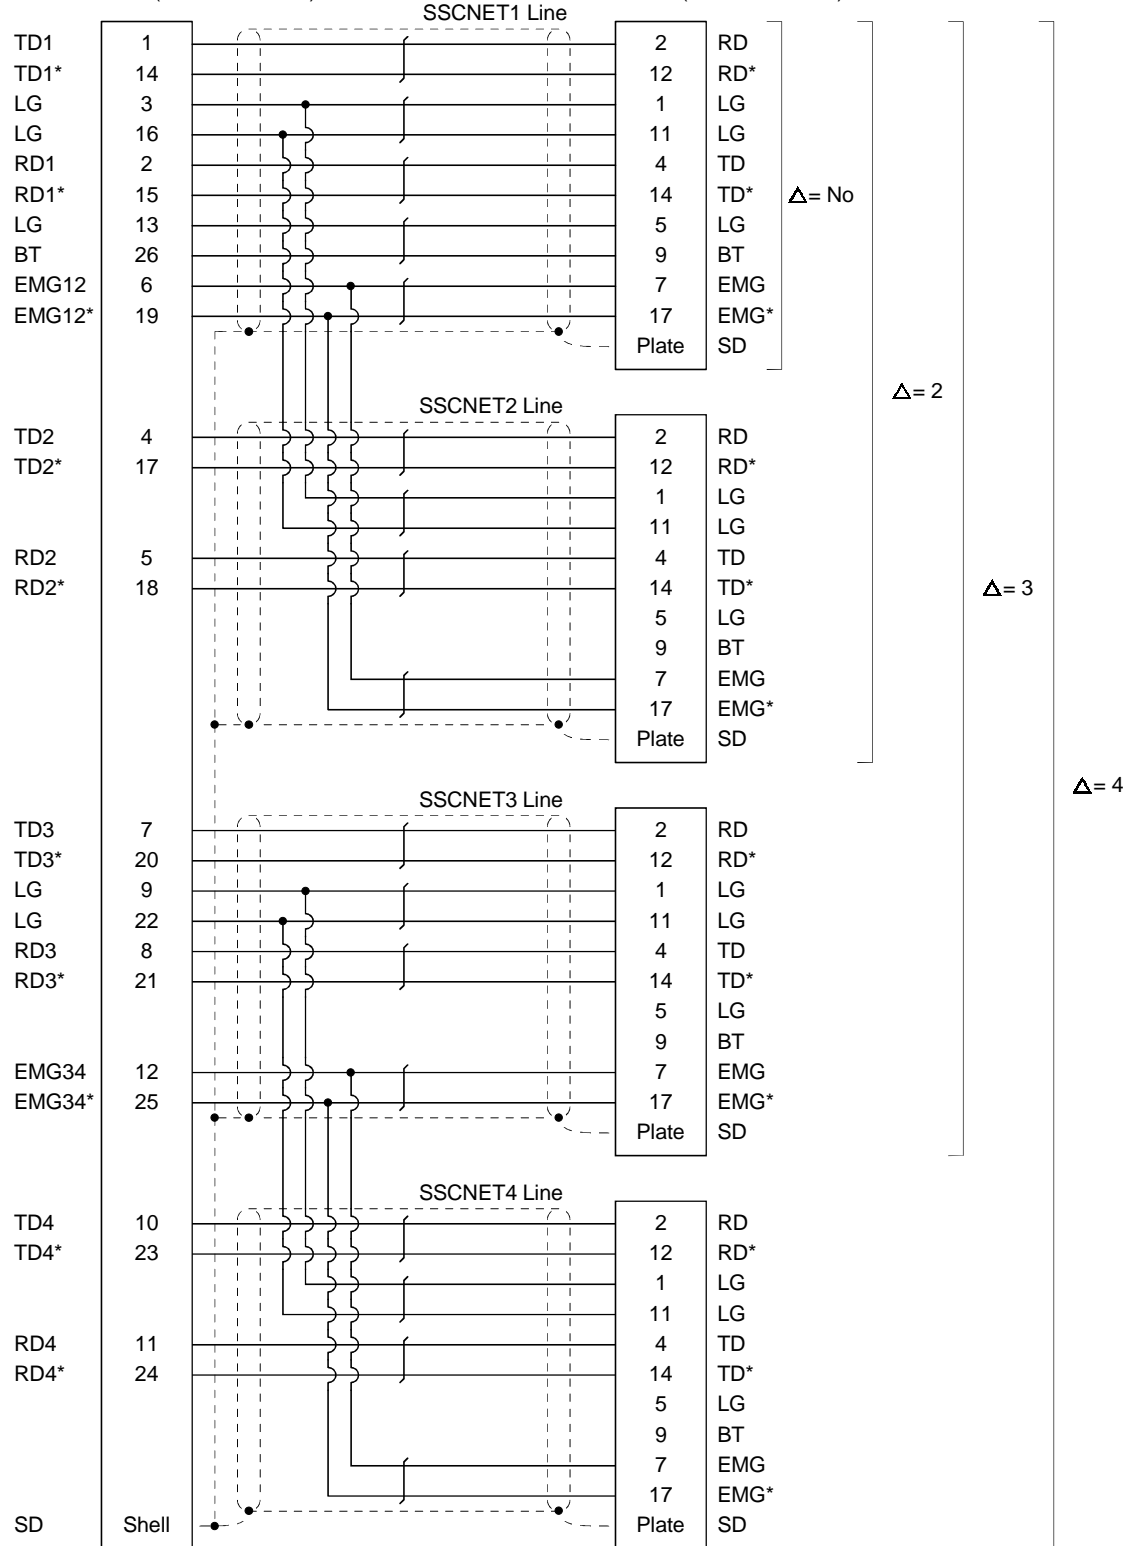 SSCNET1 Line
TD1 1 2 RD
TD1* 14 12 RD*
LG 3 1 LG
LG 16 11 LG
RD1 2 4 TD
RD1* 15 14 TD* Δ= No
LG 13 5 LG
BT 26 9 BT
EMG12 6 7 EMG
EMG12* 19 17 EMG*
Plate SD
Δ= 2
SSCNET2 Line
TD2 4 2 RD
TD2* 17 12 RD*
1 LG
11 LG
RD2 5 4 TD
RD2* 18 14 TD* Δ= 3
5 LG
9 BT
7 EMG
17 EMG*
Plate SD
Δ= 4
SSCNET3 Line
TD3 7 2 RD
TD3* 20 12 RD*
LG 9 1 LG
LG 22 11 LG
RD3 8 4 TD
RD3* 21 14 TD*
5 LG
9 BT
EMG34 12 7 EMG
EMG34* 25 17 EMG*
Plate SD
SSCNET4 Line
TD4 10 2 RD
TD4* 23 12 RD*
1 LG
11 LG
RD4 11 4 TD
RD4* 24 14 TD*
5 LG
9 BT
7 EMG
17 EMG*
SD Shell Plate SD